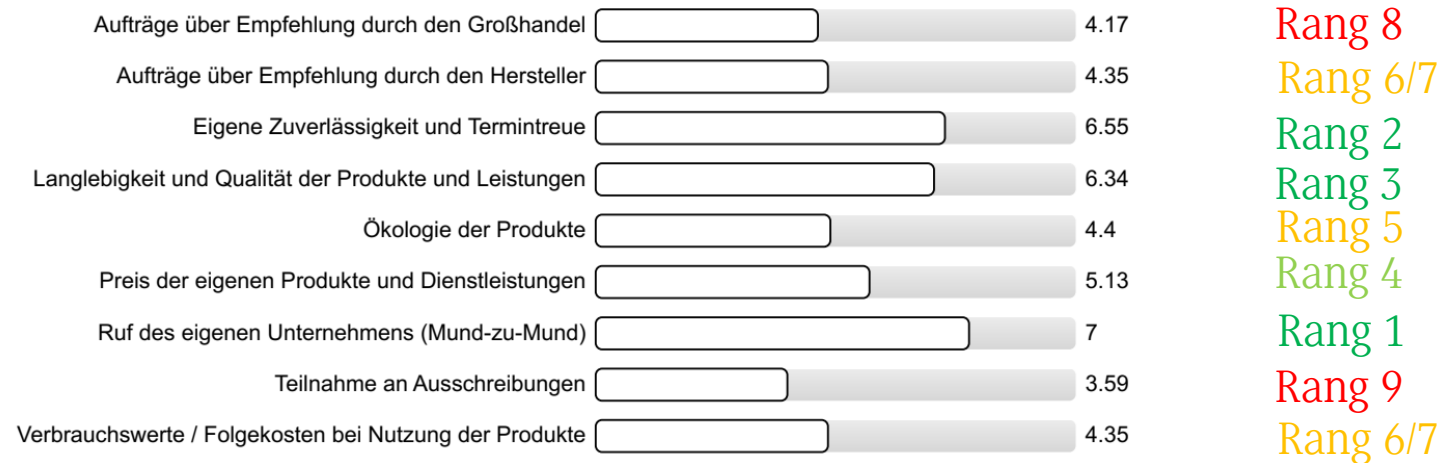 Aufträge über Empfehlung durch den Großhandel 4.17 Rang 8
Aufträge über Empfehlung durch den Hersteller 4.35 Rang 6/7
Eigene Zuverlässigkeit und Termintreue 6.55 Rang 2
Langlebigkeit und Qualität der Produkte und Leistungen 6.34 Rang 3
Ökologie der Produkte 4.4 Rang 5
Preis der eigenen Produkte und Dienstleistungen 5.13 Rang 4
Ruf des eigenen Unternehmens (Mund-zu-Mund) 7 Rang 1
Teilnahme an Ausschreibungen 3.59 Rang 9
Verbrauchswerte / Folgekosten bei Nutzung der Produkte 4.35 Rang 6/7